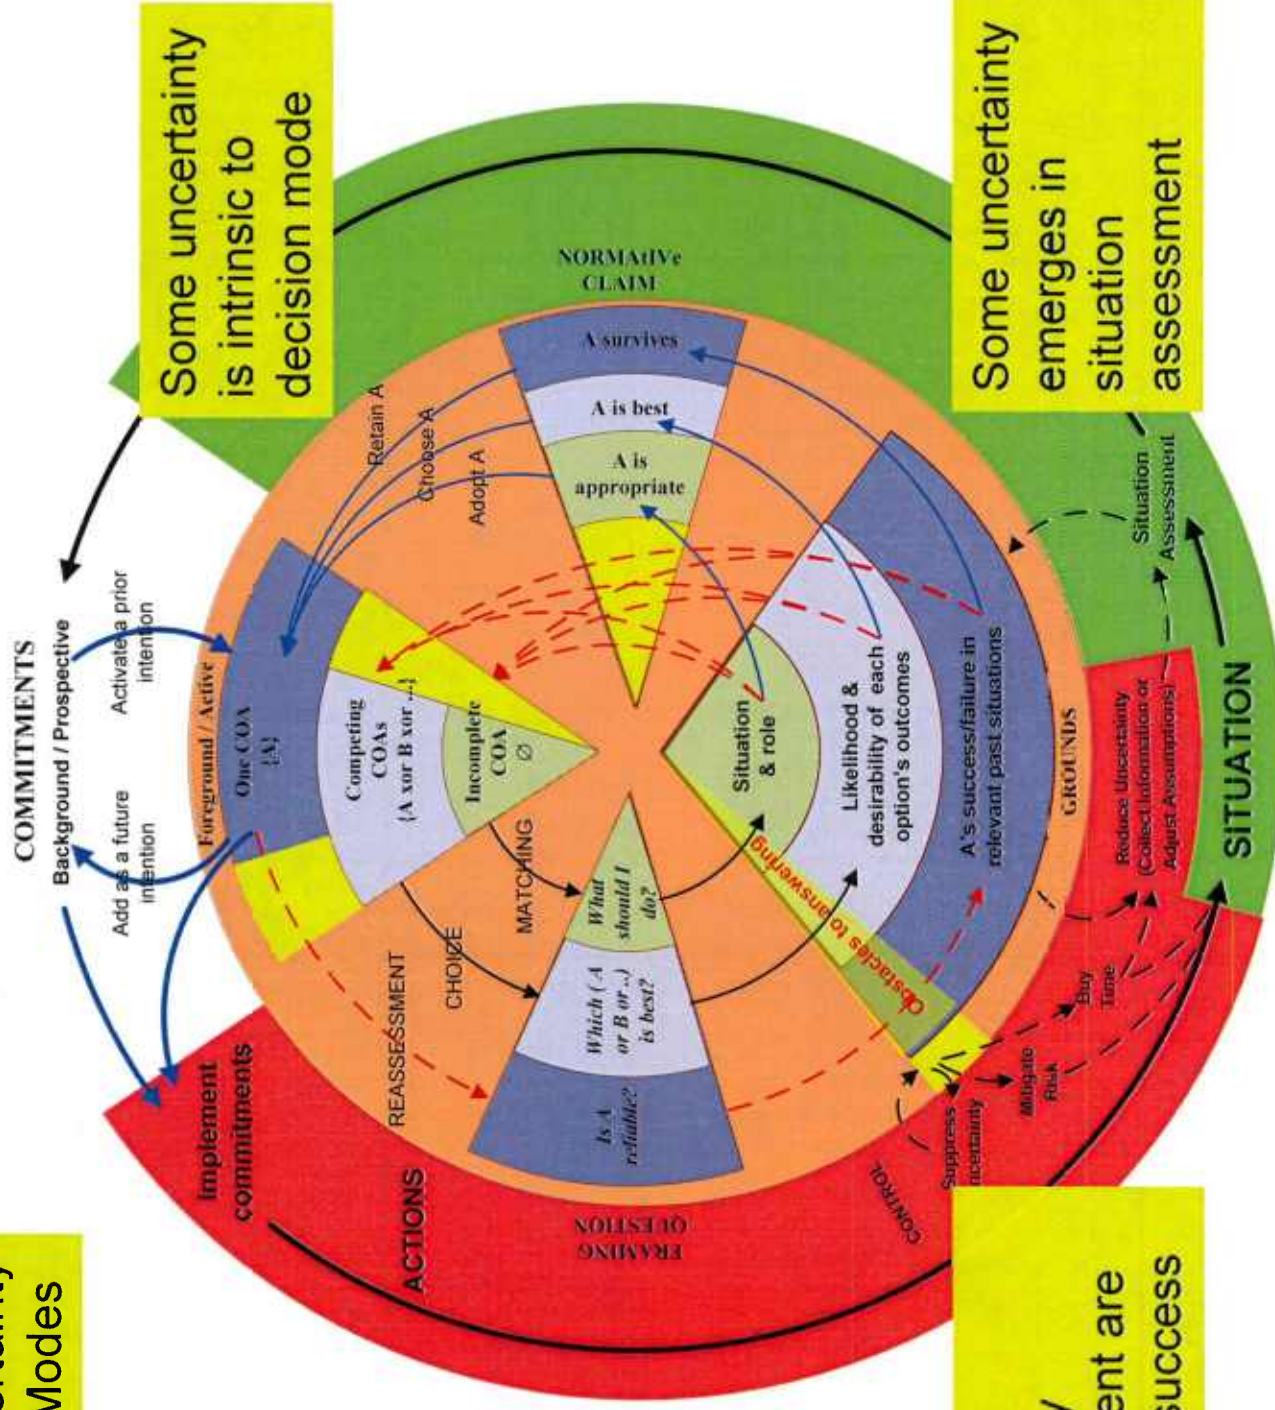 COMMITMENTS
Background / Prospective
Add as a future
intention
Activate a prior
intention
Foreground / Active
One COA
{A}
Competing
COAs
{A xor B xor ...}
Incomplete
COA
∅
Some uncertainty
is intrinsic to
decision mode
Modes
Retain A
Choose A
Adopt A
NORMAtIVe
CLAIM
A survives
A is best
A is
appropriate
Implement
commitments
ACTIONS
REASSESSMENT
CHOICE
MATCHING
What
should I
do?
Which ( A
or B or ..)
is best?
Is A
reliable?
FRAMING
QUESTION
Situation
& role
Likelihood &
desirability of each
option's outcomes
A's success/failure in
relevant past situations
Obstacles to answering
GROUNDS
CONTROL
Suppress
Mitigate
Risk
Buy
Time
Reduce Uncertainty
(Collect Information or
Adjust Assumptions)
Situation
Assessment
SITUATION
Some uncertainty
emerges in
situation
assessment
are
success